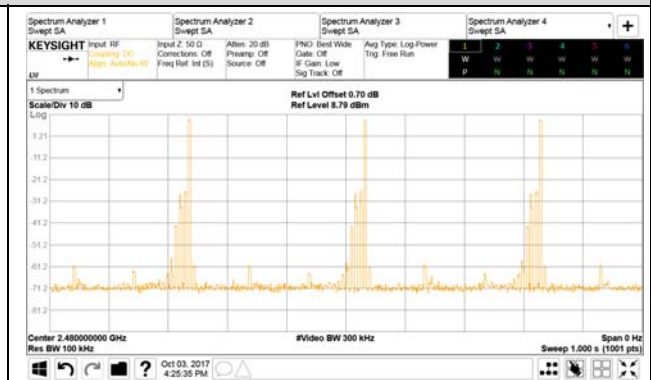 Spectrum Analyzer 1
Swept SA
Spectrum Analyzer 2
Swept SA
Spectrum Analyzer 3
Swept SA
Spectrum Analyzer 4
Swept SA
+
KEYSIGHT
Input: RF
Coupling: DC
Align: Auto/No RF
Input Z: 50 Ω
Corrections: Off
Freq Ref: Int (S)
Atten: 20 dB
Preamp: Off
Source: Off
PNO: Best Wide
Gate: Off
IF Gain: Low
Sig Track: Off
Avg Type: Log-Power
Trig: Free Run
1 2 3 4 5 6
W W W W W W
P N N N N N
1 Spectrum
Scale/Div 10 dB
Ref Lvl Offset 0.70 dB
Ref Level 8.79 dBm
Log
-1.21
-11.2
-21.2
-31.2
-41.2
-51.2
-61.2
-71.2
-81.2
Center 2.480000000 GHz
Res BW 100 kHz
#Video BW 300 kHz
Span 0 Hz
Sweep 1.000 s (1001 pts)
?
Oct 03, 2017
4:25:35 PM